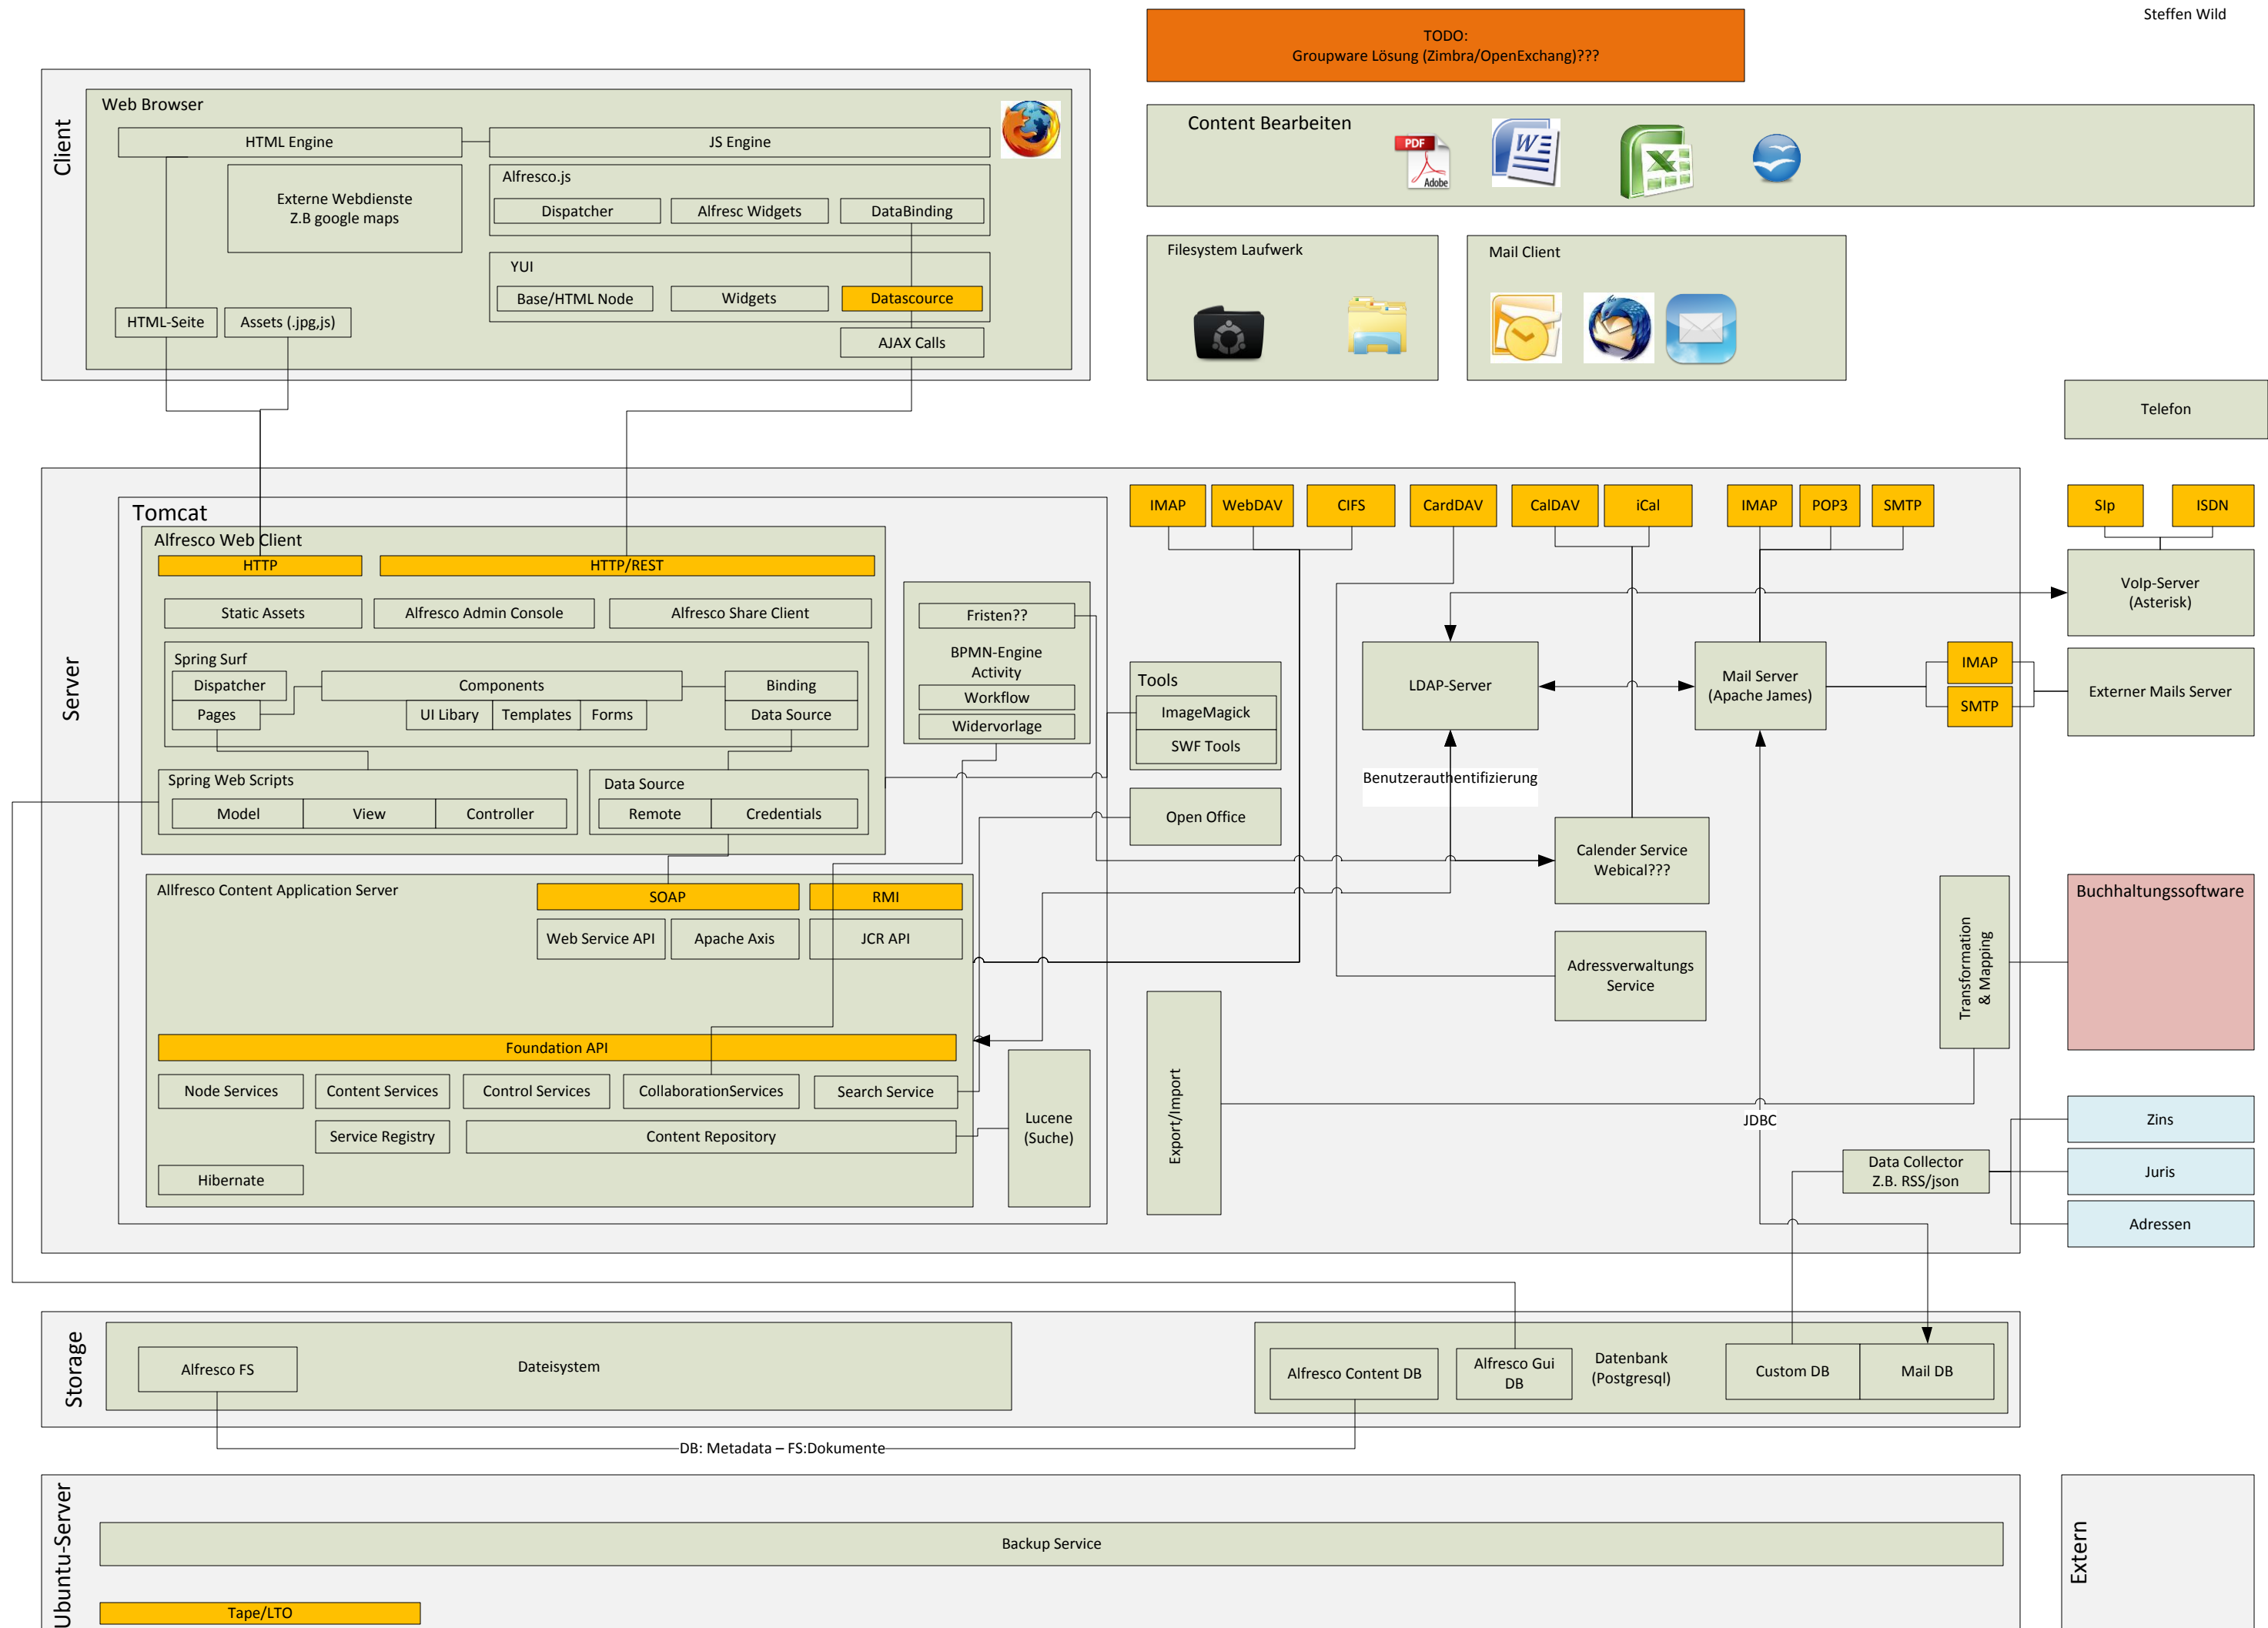 Steffen Wild
TODO:
Groupware Lösung (Zimbra/OpenExchang)???
Client
Web Browser
HTML Engine
JS Engine
Externe Webdienste
Z.B google maps
Alfresco.js
Dispatcher
Alfresc Widgets
DataBinding
YUI
Base/HTML Node
Widgets
Datascource
HTML-Seite
Assets (.jpg,js)
AJAX Calls
Content Bearbeiten
PDF
Adobe
W
X
Filesystem Laufwerk
Mail Client
Telefon
Server
Tomcat
Alfresco Web Client
HTTP
HTTP/REST
Static Assets
Alfresco Admin Console
Alfresco Share Client
Spring Surf
Dispatcher
Components
Binding
Pages
UI Libary
Templates
Forms
Data Source
Spring Web Scripts
Model
View
Controller
Data Source
Remote
Credentials
Fristen??
BPMN-Engine
Activity
Workflow
Widervorlage
IMAP
WebDAV
CIFS
CardDAV
CalDAV
iCal
IMAP
POP3
SMTP
SIp
ISDN
VoIp-Server
(Asterisk)
Tools
ImageMagick
SWF Tools
Open Office
LDAP-Server
Mail Server
(Apache James)
IMAP
SMTP
Externer Mails Server
Benutzerauthentifizierung
Calender Service
Webical???
Adressverwaltungs
Service
Allfresco Content Application Server
SOAP
RMI
Web Service API
Apache Axis
JCR API
Foundation API
Node Services
Content Services
Control Services
CollaborationServices
Search Service
Service Registry
Content Repository
Hibernate
Lucene
(Suche)
Export/Import
Transformation
& Mapping
Buchhaltungssoftware
JDBC
Data Collector
Z.B. RSS/json
Zins
Juris
Adressen
Storage
Alfresco FS
Dateisystem
Alfresco Content DB
Alfresco Gui
DB
Datenbank
(Postgresql)
Custom DB
Mail DB
DB: Metadata – FS:Dokumente
Ubuntu-Server
Backup Service
Tape/LTO
Extern